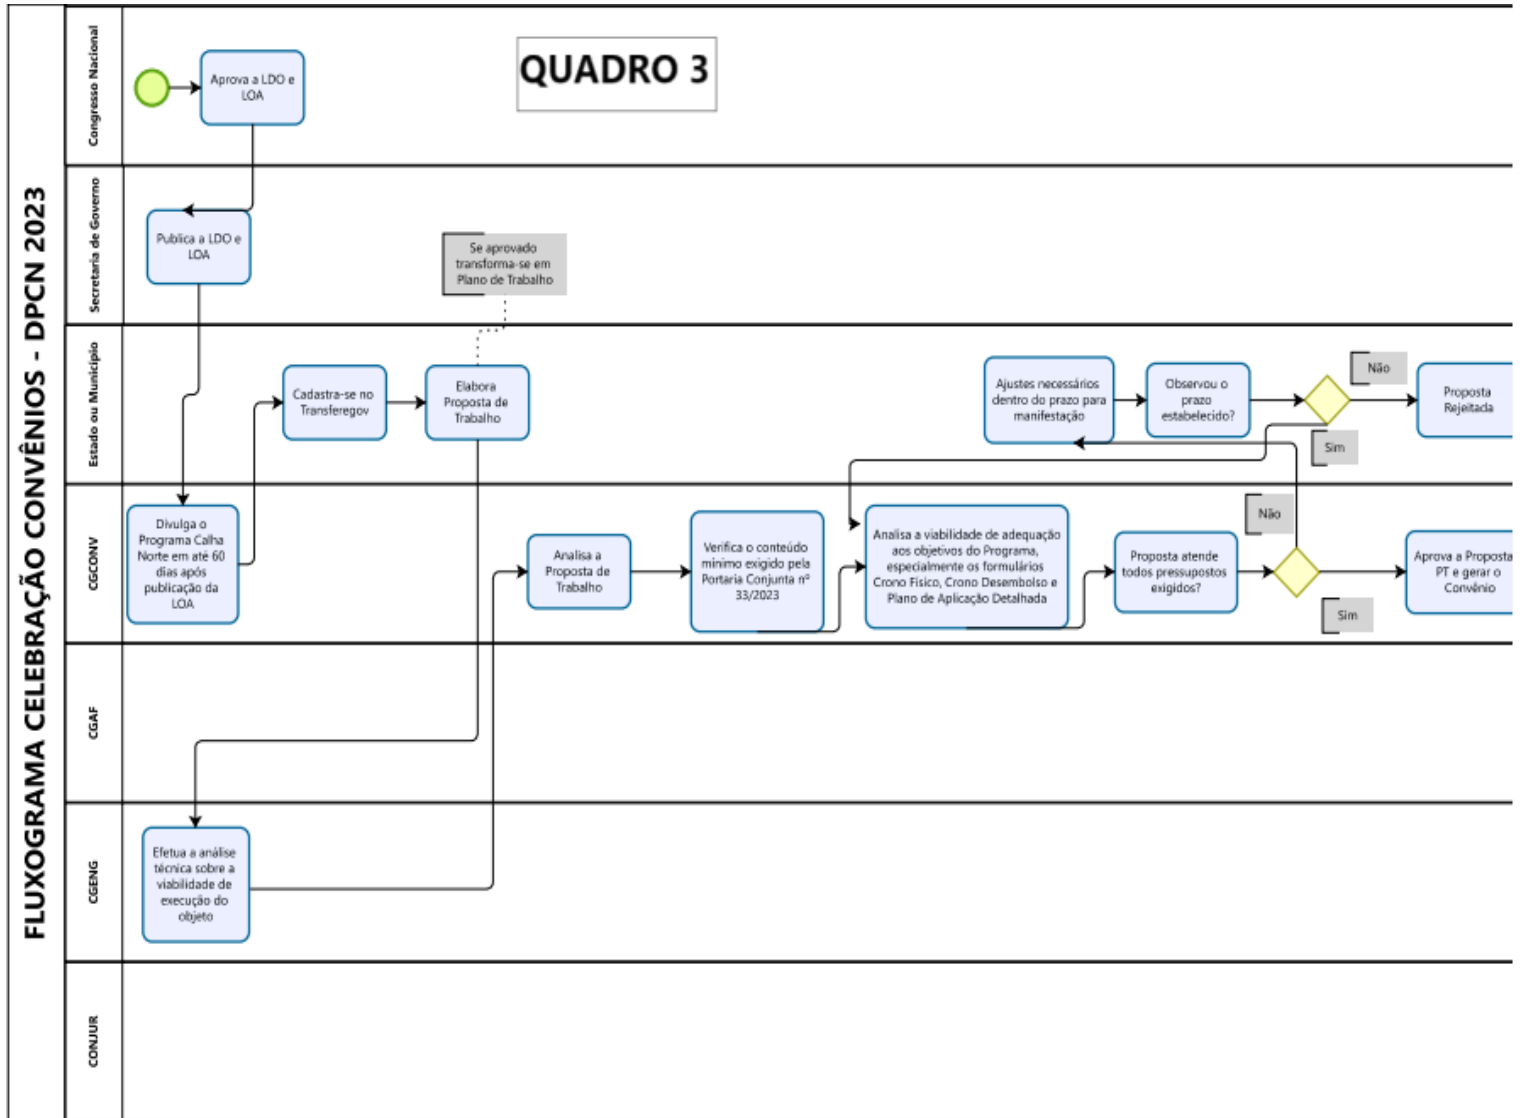 FLUXOGRAMA CELEBRAÇÃO CONVÊNIOS - DPCN 2023
Congresso Nacional
Aprova a LDO e
LOA
QUADRO 3
Secretaria de Governo
Publica a LDO e
LOA
Se aprovado
transforma-se em
Plano de Trabalho
Estado ou Município
Cadastra-se no
Transferegov
Elabora
Proposta de
Trabalho
Ajustes necessários
dentro do prazo para
manifestação
Observou o
prazo
estabelecido?
Não
Sim
Proposta
Rejeitada
CGCONV
Divulga o
Programa Calha
Norte em até 60
dias após
publicação da
LOA
Analisa a
Proposta de
Trabalho
Verifica o conteúdo
mínimo exigido pela
Portaria Conjunta nº
33/2023
Analisa a viabilidade de adequação
aos objetivos do Programa,
especialmente os formulários
Crono Físico, Crono Desembolso e
Plano de Aplicação Detalhada
Proposta atende
todos pressupostos
exigidos?
Não
Sim
Aprova a Proposta
PT e gerar o
Convênio
CGAF
CGENG
Efetua a análise
técnica sobre a
viabilidade de
execução do
objeto
CONJUR